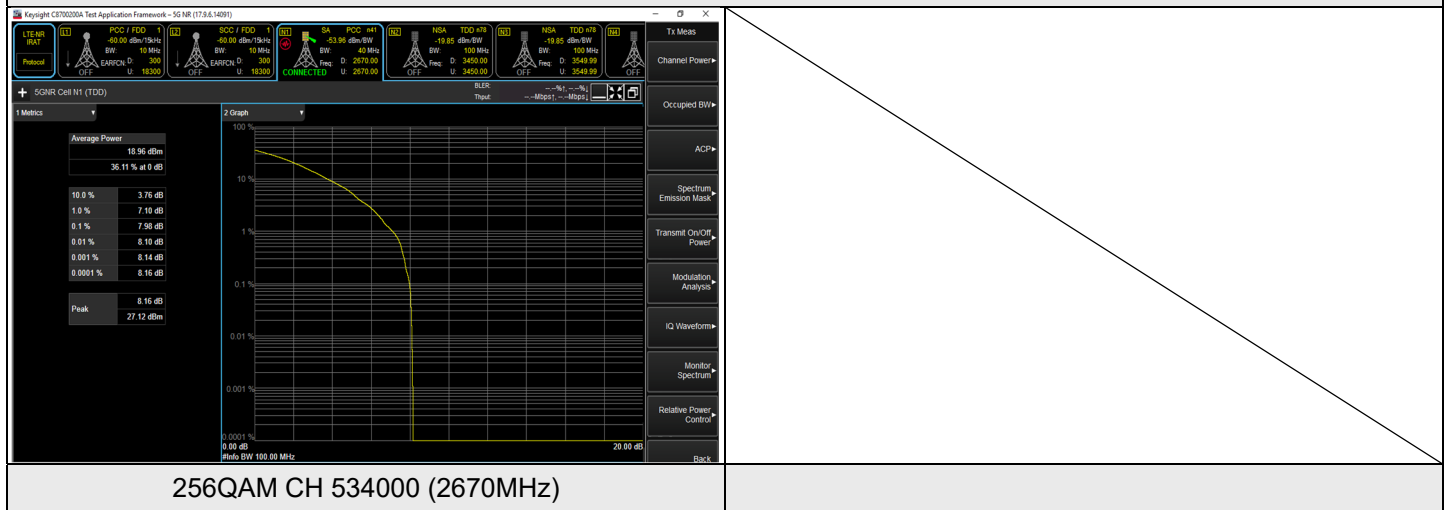 Keysight C8700200A Test Application Framework – 5G NR (17.9.6.14091)
LTE-NR IRAT
Protocol
L1
PCC / FDD 1
-60.00 dBm/15kHz
BW: 10 MHz
EARFCN: D: 300
U: 18300
OFF
L2
SCC / FDD 1
-60.00 dBm/15kHz
BW: 10 MHz
EARFCN: D: 300
U: 18300
OFF
N1
SA PCC n41
-53.96 dBm/BW
BW: 40 MHz
Freq: D: 2670.00
CONNECTED U: 2670.00
N2
NSA TDD n78
-19.85 dBm/BW
BW: 100 MHz
Freq: D: 3450.00
U: 3450.00
OFF
N3
NSA TDD n78
-19.85 dBm/BW
BW: 100 MHz
Freq: D: 3549.99
U: 3549.99
OFF
N4
OFF
5GNR Cell N1 (TDD)
BLER: --.--%↑, --.--%↓
Thput: --.--Mbps↑, --.--Mbps↓
1 Metrics
Average Power
18.96 dBm
36.11 % at 0 dB
10.0 % 3.76 dB
1.0 % 7.10 dB
0.1 % 7.98 dB
0.01 % 8.10 dB
0.001 % 8.14 dB
0.0001 % 8.16 dB
Peak
8.16 dB
27.12 dBm
2 Graph
100 %
10 %
1 %
0.1 %
0.01 %
0.001 %
0.0001 %
0.00 dB 20.00 dB
#Info BW 100.00 MHz
Tx Meas
Channel Power
Occupied BW
ACP
Spectrum
Emission Mask
Transmit On/Off
Power
Modulation
Analysis
IQ Waveform
Monitor
Spectrum
Relative Power
Control
Back
256QAM CH 534000 (2670MHz)